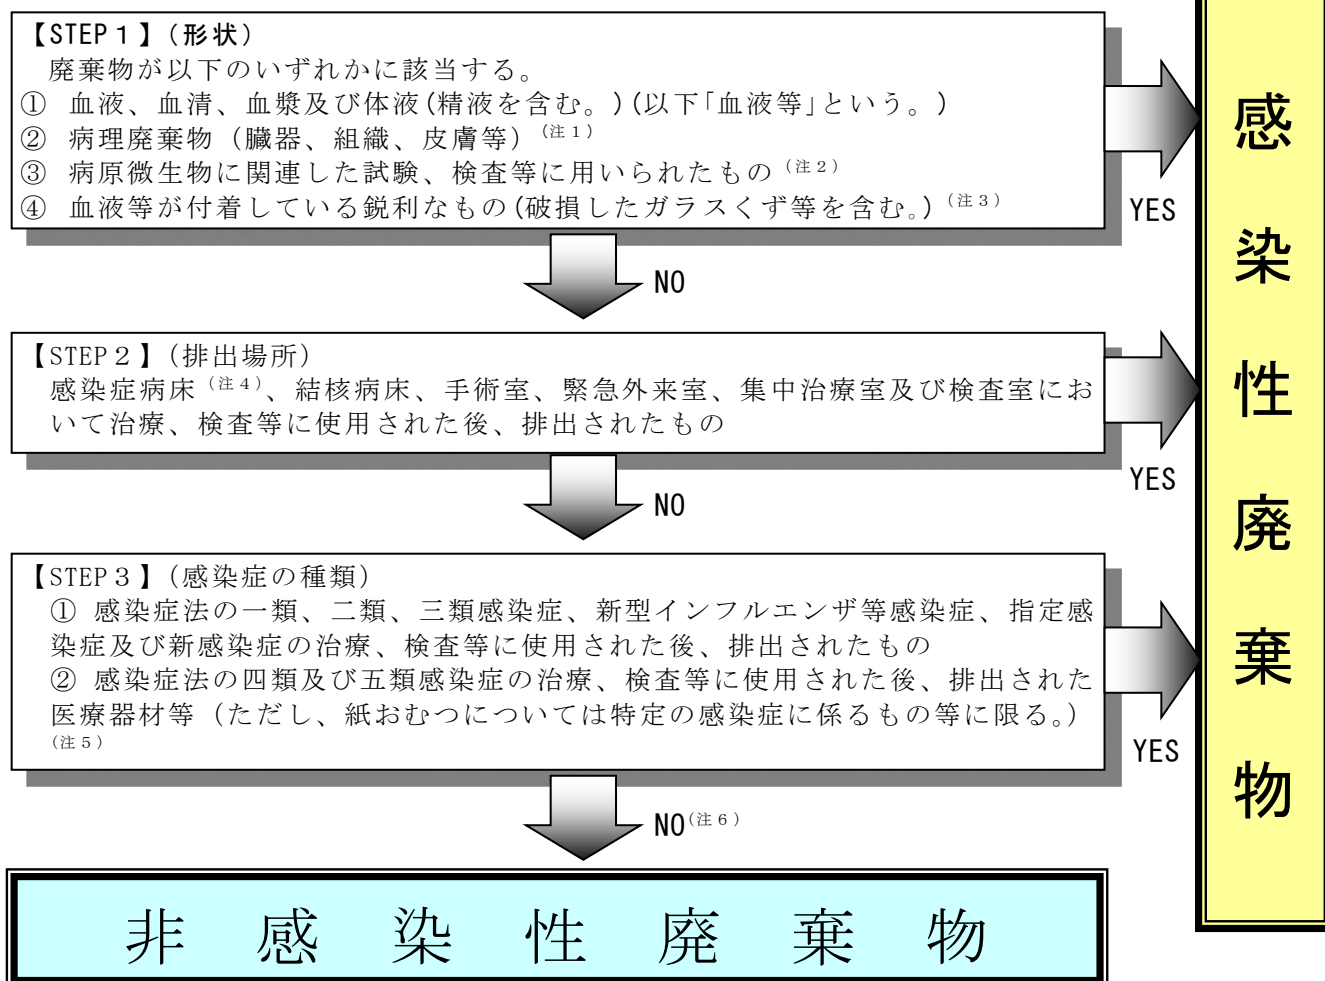 【STEP１】(形状)
廃棄物が以下のいずれかに該当する。
① 血液、血清、血漿及び体液(精液を含む。)(以下「血液等」という。)
② 病理廃棄物（臓器、組織、皮膚等）(注１)
③ 病原微生物に関連した試験、検査等に用いられたもの(注２)
④ 血液等が付着している鋭利なもの(破損したガラスくず等を含む。)(注３)
YES
NO
【STEP２】(排出場所)
感染症病床(注４)、結核病床、手術室、緊急外来室、集中治療室及び検査室にお
いて治療、検査等に使用された後、排出されたもの
YES
NO
【STEP３】(感染症の種類)
① 感染症法の一類、二類、三類感染症、新型インフルエンザ等感染症、指定感
染症及び新感染症の治療、検査等に使用された後、排出されたもの
② 感染症法の四類及び五類感染症の治療、検査等に使用された後、排出された
医療器材等（ただし、紙おむつについては特定の感染症に係るもの等に限る。）
(注５)
YES
NO(注６)
非感染性廃棄物
感染性廃棄物